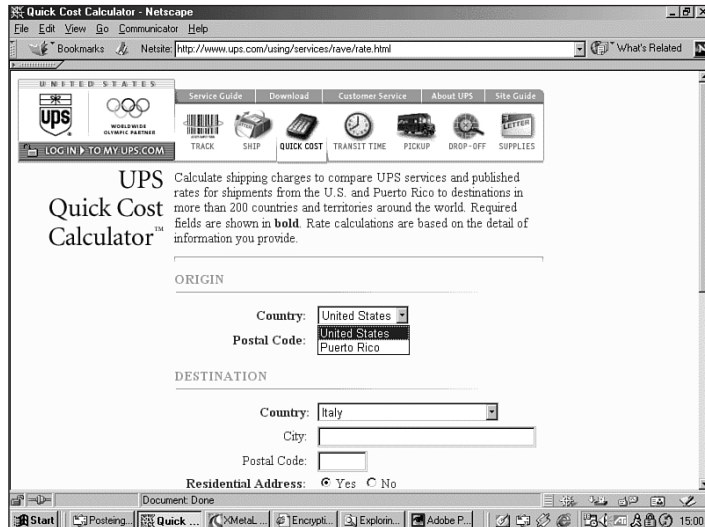 Quick Cost Calculator - Netscape
File Edit View Go Communicator Help
Bookmarks Netsite: http://www.ups.com/using/services/rave/rate.html What's Related
UNITED STATES
Service Guide Download Customer Service About UPS Site Guide
ups
WORLDWIDE
OLYMPIC PARTNER
LETTER
LOG IN TO MY UPS.COM
TRACK SHIP QUICK COST TRANSIT TIME PICKUP DROP-OFF SUPPLIES
UPS
Quick Cost
Calculator™
Calculate shipping charges to compare UPS services and published
rates for shipments from the U.S. and Puerto Rico to destinations in
more than 200 countries and territories around the world. Required
fields are shown in bold. Rate calculations are based on the detail of
information you provide.
ORIGIN
Country: United States
Postal Code:
United States
Puerto Rico
DESTINATION
Country: Italy
City:
Postal Code:
Residential Address: Yes No
Document: Done
Start Posteing... Quick ... XMetaL ... Encrypti... Explorin... Adobe P... 15:00